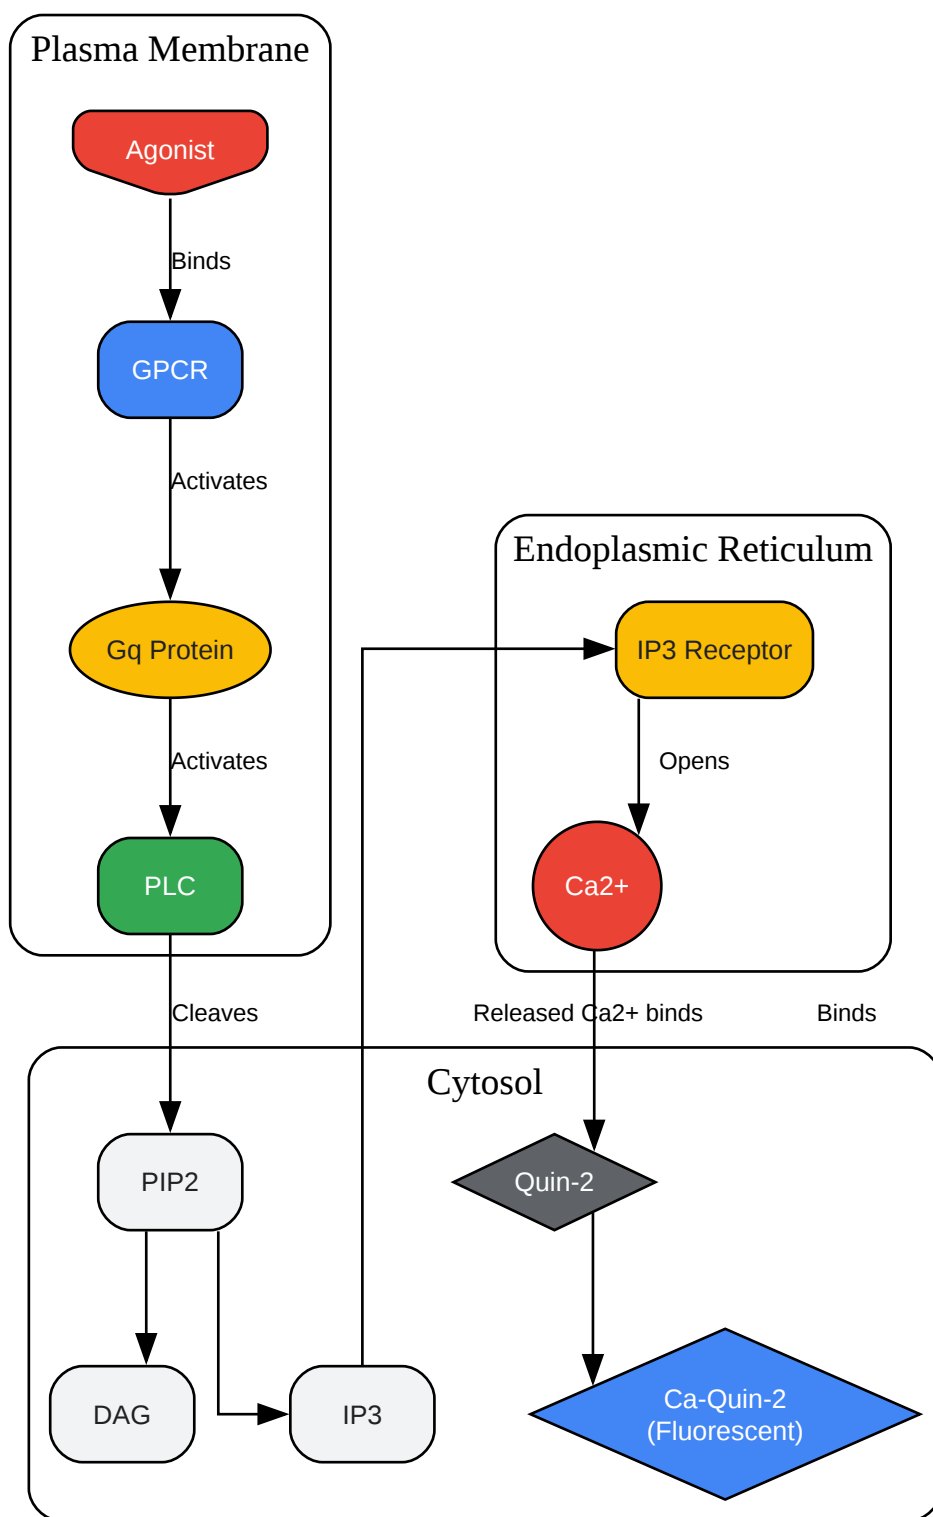 Plasma Membrane
Agonist
Binds
GPCR
Activates
Gq Protein
Activates
PLC
Cleaves
Endoplasmic Reticulum
IP3 Receptor
Opens
Ca2+
Released Ca2+ binds
Binds
Cytosol
PIP2
Quin-2
DAG
IP3
Ca-Quin-2
(Fluorescent)